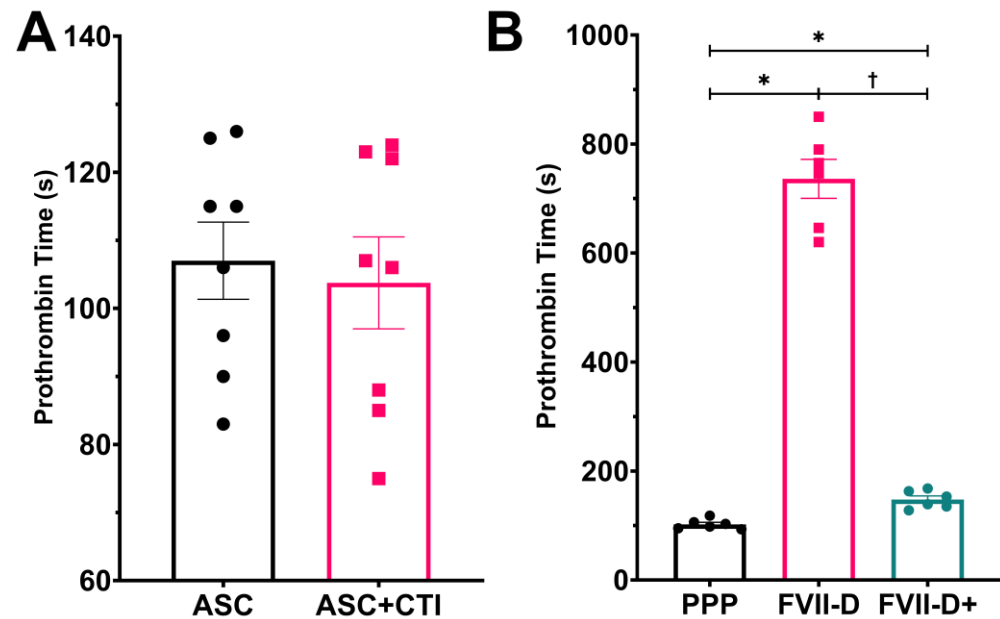 A
Prothrombin Time (s)
140
120
100
80
60
ASC ASC+CTI
B
Prothrombin Time (s)
1000
800
600
400
200
0
*
* †
PPP FVII-D FVII-D+